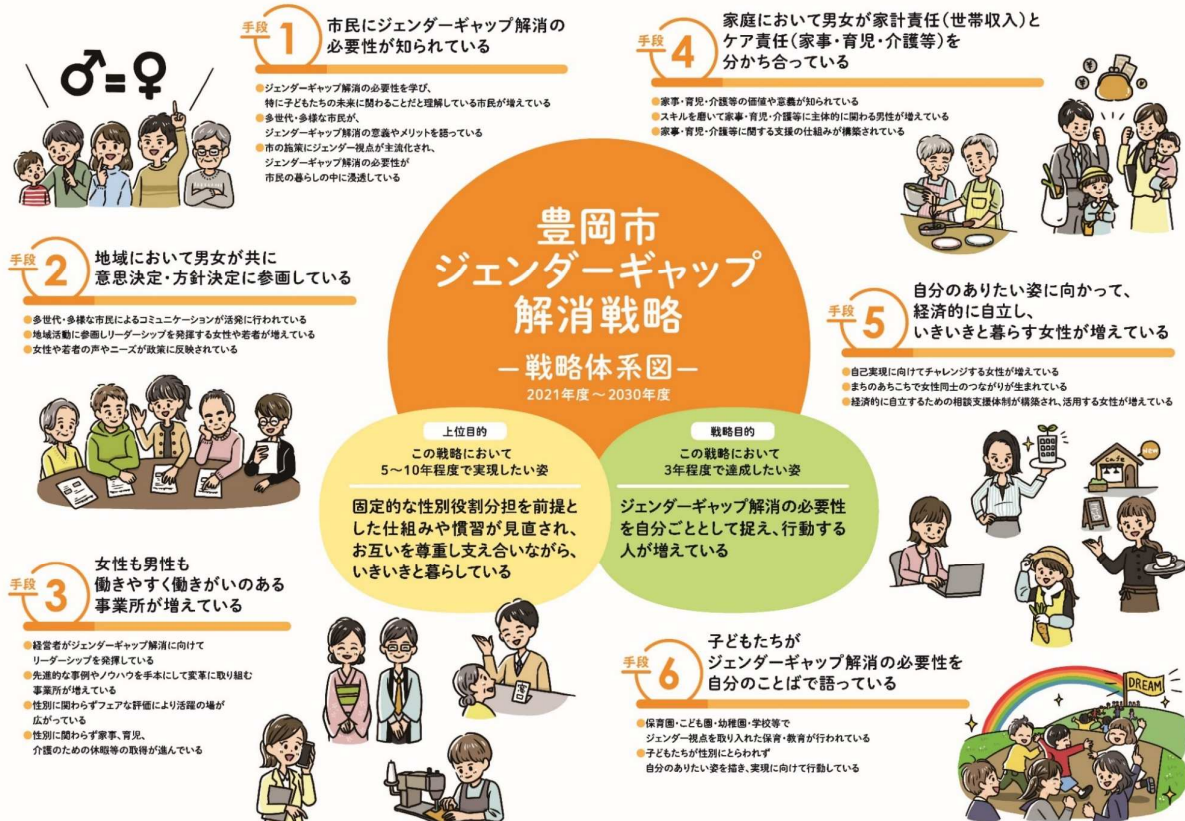 手段
1
市民にジェンダーギャップ解消の
必要性が知られている
●ジェンダーギャップ解消の必要性を学び、
特に子どもたちの未来に関わることだと理解している市民が増えている
●多世代・多様な市民が、
ジェンダーギャップ解消の意義やメリットを語っている
●市の施策にジェンダー視点が主流化され、
ジェンダーギャップ解消の必要性が
市民の暮らしの中に浸透している
♂=♀
手段
2
地域において男女が共に
意思決定・方針決定に参画している
●多世代・多様な市民によるコミュニケーションが活発に行われている
●地域活動に参画しリーダーシップを発揮する女性や若者が増えている
●女性や若者の声やニーズが政策に反映されている
手段
3
女性も男性も
働きやすく働きがいのある
事業所が増えている
●経営者がジェンダーギャップ解消に向けて
リーダーシップを発揮している
●先進的な事例やノウハウを手本にして変革に取り組む
事業所が増えている
●性別に関わらずフェアな評価により活躍の場が
広がっている
●性別に関わらず家事、育児、
介護のための休暇等の取得が進んでいる
豊岡市
ジェンダーギャップ
解消戦略
―戦略体系図―
2021年度～2030年度
上位目的
この戦略において
5～10年程度で実現したい姿
固定的な性別役割分担を前提と
した仕組みや慣習が見直され、
お互いを尊重し支え合いながら、
いきいきと暮らしている
戦略目的
この戦略において
3年程度で達成したい姿
ジェンダーギャップ解消の必要性
を自分ごととして捉え、行動する
人が増えている
窓口
手段
4
家庭において男女が家計責任（世帯収入）と
ケア責任（家事・育児・介護等）を
分かち合っている
●家事・育児・介護等の価値や意義が知られている
●スキルを磨いて家事・育児・介護等に主体的に関わる男性が増えている
●家事・育児・介護等に関する支援の仕組みが構築されている
手段
5
自分のありたい姿に向かって、
経済的に自立し、
いきいきと暮らす女性が増えている
●自己実現に向けてチャレンジする女性が増えている
●まちのあちこちで女性同士のつながりが生まれている
●経済的に自立するための相談支援体制が構築され、活用する女性が増えている
cafe
NEW
手段
6
子どもたちが
ジェンダーギャップ解消の必要性を
自分のことばで語っている
●保育園・こども園・幼稚園・学校等で
ジェンダー視点を取り入れた保育・教育が行われている
●子どもたちが性別にとらわれず
自分のありたい姿を描き、実現に向けて行動している
DREAM